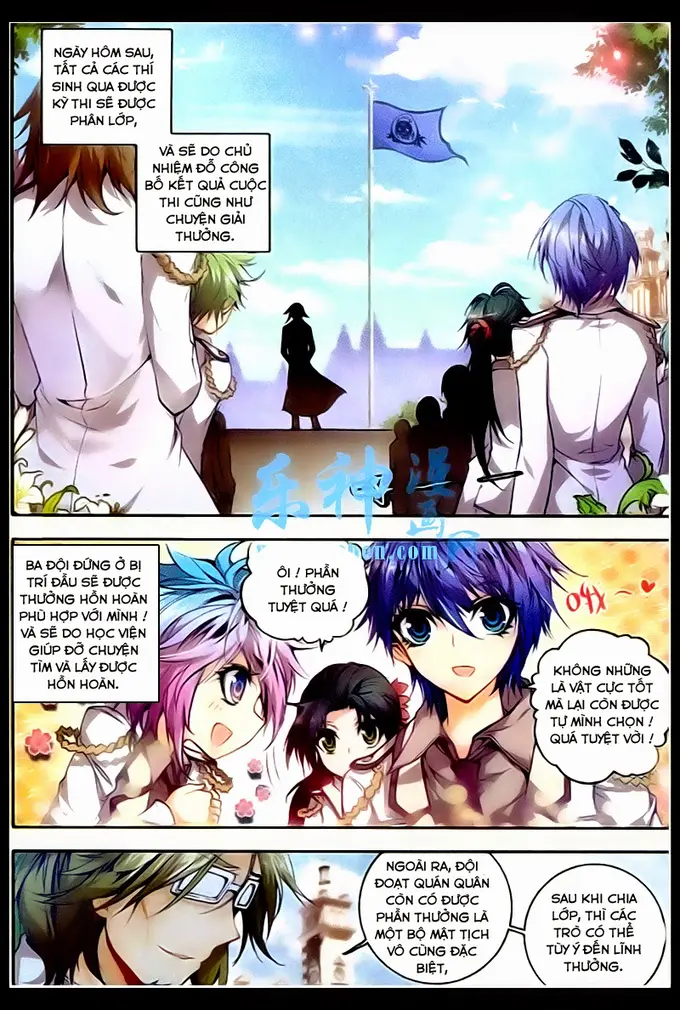 NGÀY HÔM SAU,
TẤT CẢ CÁC THÍ
SINH QUA ĐƯỢC
KỲ THI SẼ ĐƯỢC
PHÂN LỚP,
VÀ SẼ DO CHỦ
NHIỆM ĐỖ CÔNG
BỐ KẾT QUẢ CUỘC
THI CŨNG NHƯ
CHUYỆN GIẢI
THƯỞNG.
乐神漫画
.com
BA ĐỘI ĐỨNG Ở BỊ
TRÍ ĐẦU SẼ ĐƯỢC
THƯỞNG HỒN HOÀN
PHÙ HỢP VỚI MÌNH !
VÀ SẼ DO HỌC VIỆN
GIÚP ĐỠ CHUYỆN
TÌM VÀ LẤY ĐƯỢC
HỒN HOÀN.
ÔI ! PHẦN
THƯỞNG
TUYỆT QUÁ !
KHÔNG NHỮNG
LÀ VẬT CỰC TỐT
MÀ LẠI CÒN ĐƯỢC
TỰ MÌNH CHỌN !
QUÁ TUYỆT VỜI !
NGOÀI RA, ĐỘI
ĐOẠT QUÁN QUÂN
CÒN CÓ ĐƯỢC
PHẦN THƯỞNG LÀ
MỘT BỘ MẬT TỊCH
VÔ CÙNG ĐẶC
BIỆT,
SAU KHI CHIA
LỚP, THÌ CÁC
TRÒ CÓ THỂ
TÙY Ý ĐẾN LĨNH
THƯỞNG.